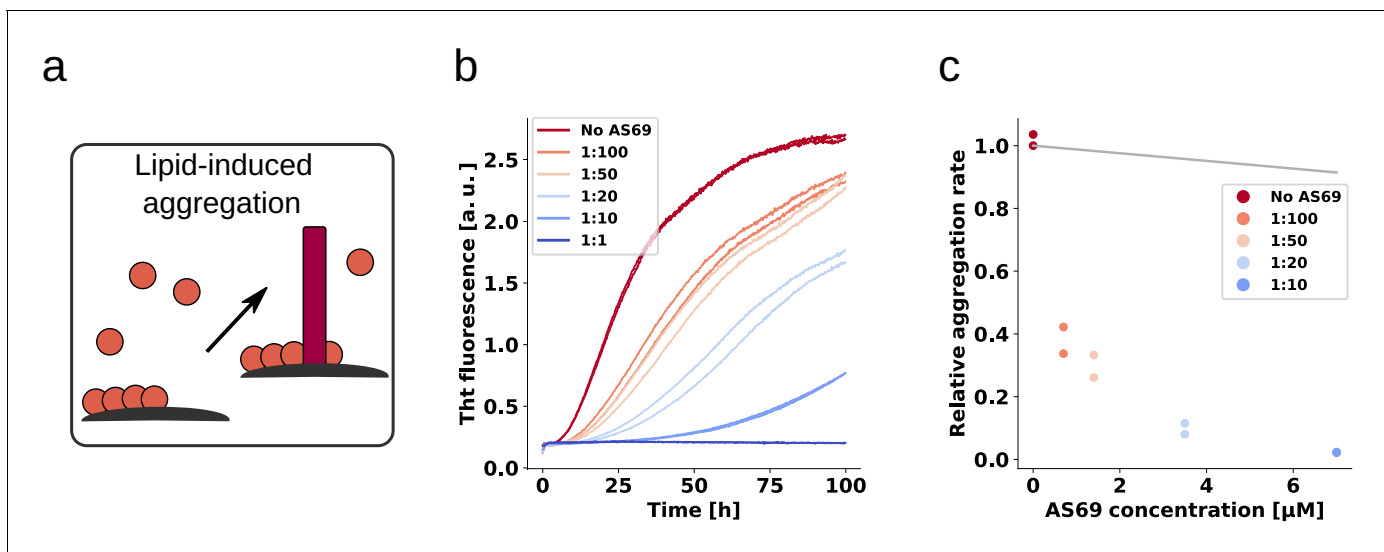 a
Lipid-induced
aggregation
b
Tht fluorescence [a. u.]
2.5
2.0
1.5
1.0
0.5
0.0
No AS69
1:100
1:50
1:20
1:10
1:1
0
25
50
75
100
Time [h]
c
Relative aggregation rate
1.0
0.8
0.6
0.4
0.2
0.0
No AS69
1:100
1:50
1:20
1:10
0
2
4
6
AS69 concentration [µM]